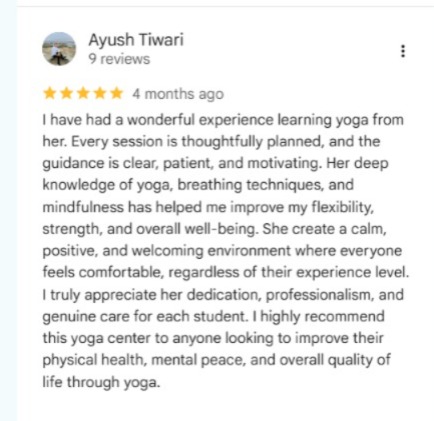 Ayush Tiwari
9 reviews
4 months ago
I have had a wonderful experience learning yoga from
her. Every session is thoughtfully planned, and the
guidance is clear, patient, and motivating. Her deep
knowledge of yoga, breathing techniques, and
mindfulness has helped me improve my flexibility,
strength, and overall well-being. She create a calm,
positive, and welcoming environment where everyone
feels comfortable, regardless of their experience level.
I truly appreciate her dedication, professionalism, and
genuine care for each student. I highly recommend
this yoga center to anyone looking to improve their
physical health, mental peace, and overall quality of
life through yoga.